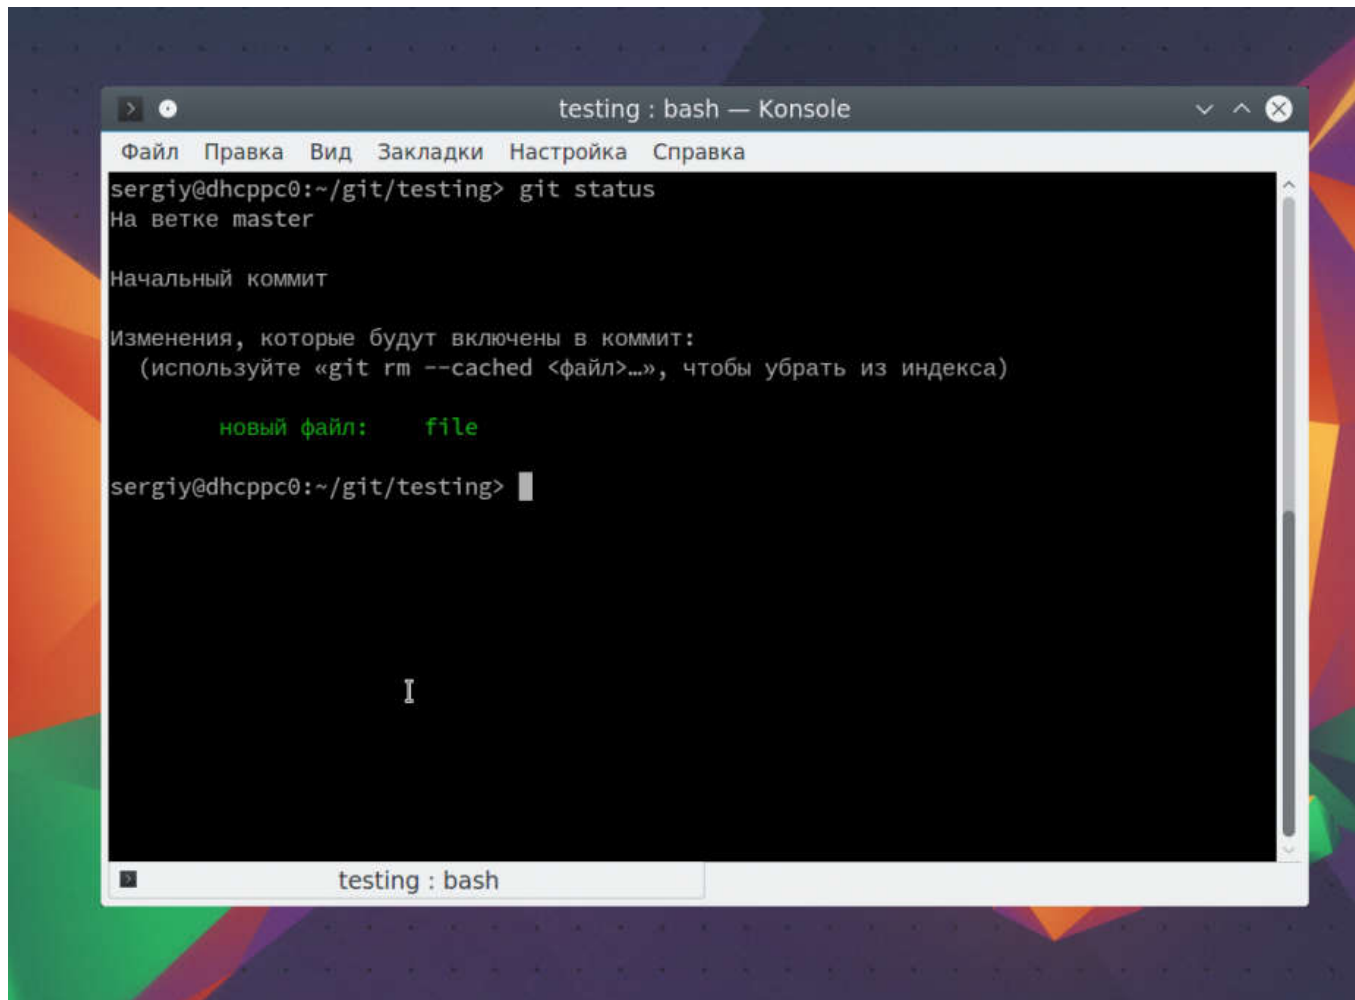 testing : bash — Konsole
Файл Правка Вид Закладки Настройка Справка
sergiy@dhcppc0:~/git/testing> git status
На ветке master
Начальный коммит
Изменения, которые будут включены в коммит:
(используйте «git rm --cached <файл>…», чтобы убрать из индекса)
новый файл: file
sergiy@dhcppc0:~/git/testing>
testing : bash